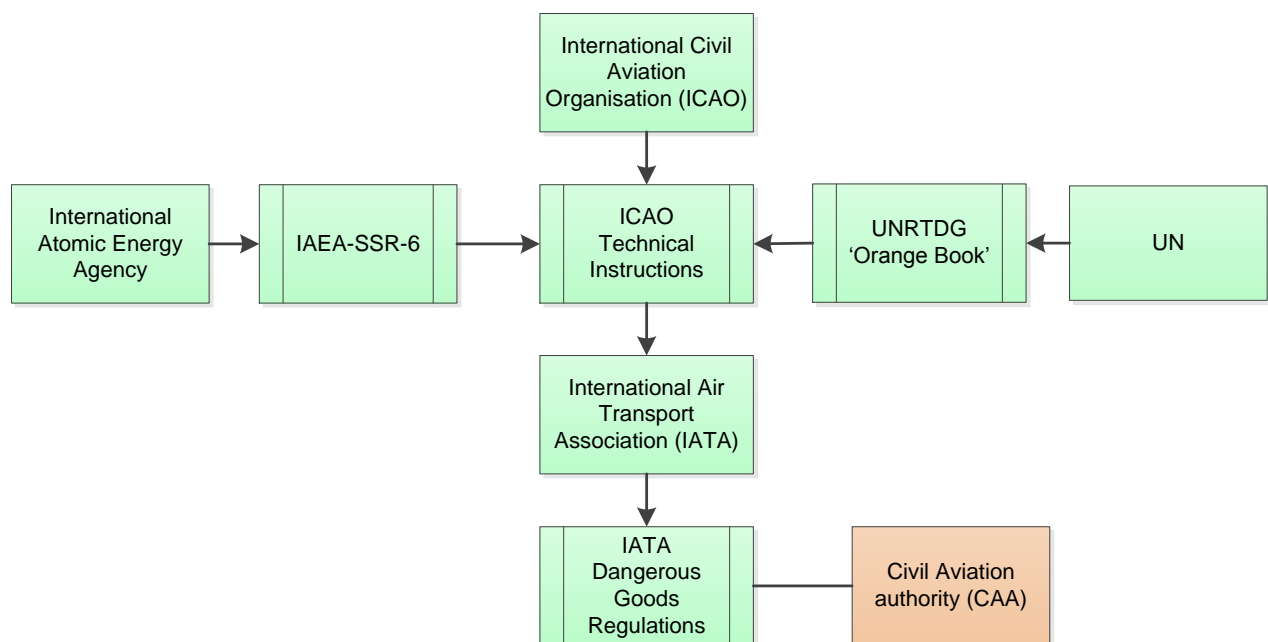 International Civil
Aviation
Organisation (ICAO)
International
Atomic Energy
Agency
IAEA-SSR-6
ICAO
Technical
Instructions
UNRTDG
‘Orange Book’
UN
International Air
Transport
Association (IATA)
IATA
Dangerous
Goods
Regulations
Civil Aviation
authority (CAA)